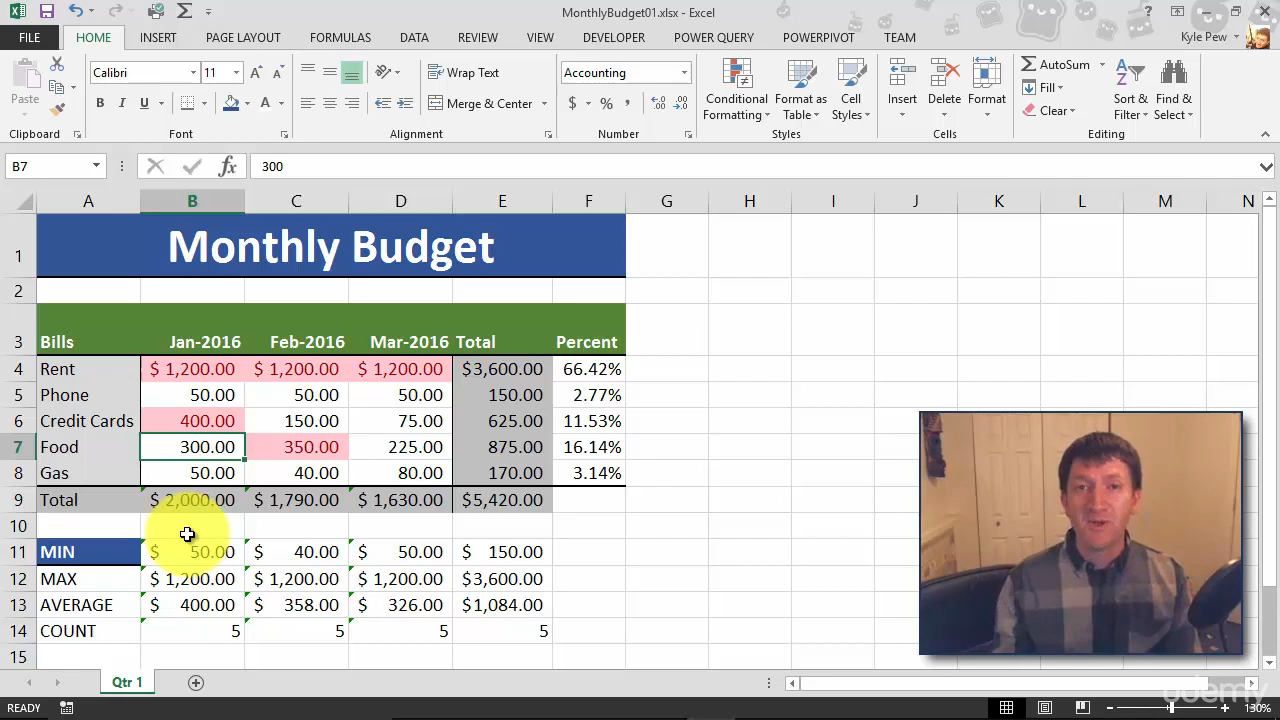 MonthlyBudget01.xlsx - Excel
FILE HOME INSERT PAGE LAYOUT FORMULAS DATA REVIEW VIEW DEVELOPER POWER QUERY POWERPIVOT TEAM Kyle Pew
Paste
Calibri 11
B I U A
Wrap Text
Merge & Center
Accounting
$ % ,
Conditional Formatting
Format as Table
Cell Styles
Insert
Delete
Format
AutoSum
Fill
Clear
Sort & Filter
Find & Select
Clipboard Font Alignment Number Styles Cells Editing
B7 fx 300
A B C D E F G H I J K L M N
1 Monthly Budget
2
3 Bills Jan-2016 Feb-2016 Mar-2016 Total Percent
4 Rent $ 1,200.00 $ 1,200.00 $ 1,200.00 $3,600.00 66.42%
5 Phone 50.00 50.00 50.00 150.00 2.77%
6 Credit Cards 400.00 150.00 75.00 625.00 11.53%
7 Food 300.00 350.00 225.00 875.00 16.14%
8 Gas 50.00 40.00 80.00 170.00 3.14%
9 Total $ 2,000.00 $ 1,790.00 $ 1,630.00 $5,420.00
10
11 MIN $ 50.00 $ 40.00 $ 50.00 $ 150.00
12 MAX $ 1,200.00 $ 1,200.00 $ 1,200.00 $3,600.00
13 AVERAGE $ 400.00 $ 358.00 $ 326.00 $1,084.00
14 COUNT 5 5 5 5
15
Qtr 1
udemy
READY 130%